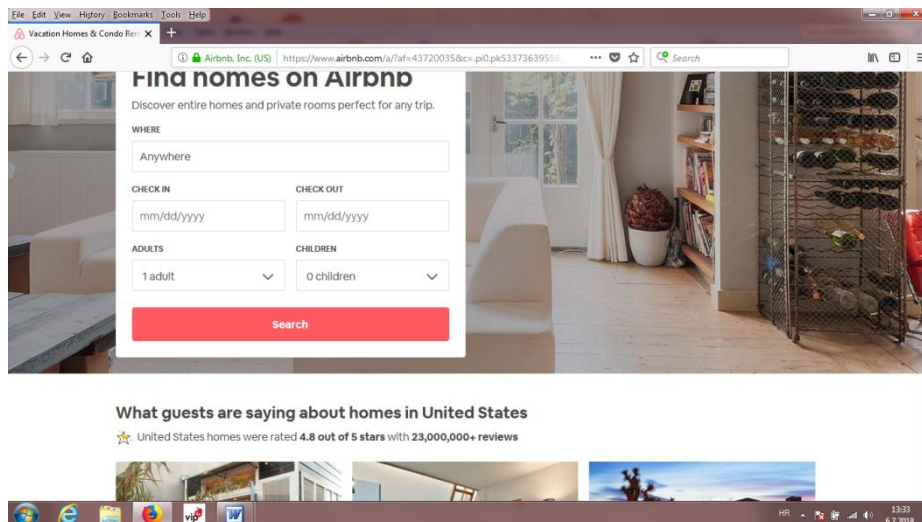 File Edit View History Bookmarks Tools Help
Vacation Homes & Condo Ren
Airbnb, Inc. (US) https://www.airbnb.com/a/?af=43720035&c=.pi0.pk53373639558 Search
Find homes on Airbnb
Discover entire homes and private rooms perfect for any trip.
WHERE
Anywhere
CHECK IN CHECK OUT
mm/dd/yyyy mm/dd/yyyy
ADULTS CHILDREN
1 adult 0 children
Search
What guests are saying about homes in United States
United States homes were rated 4.8 out of 5 stars with 23,000,000+ reviews
vip
HR 13:33
6.7.2018